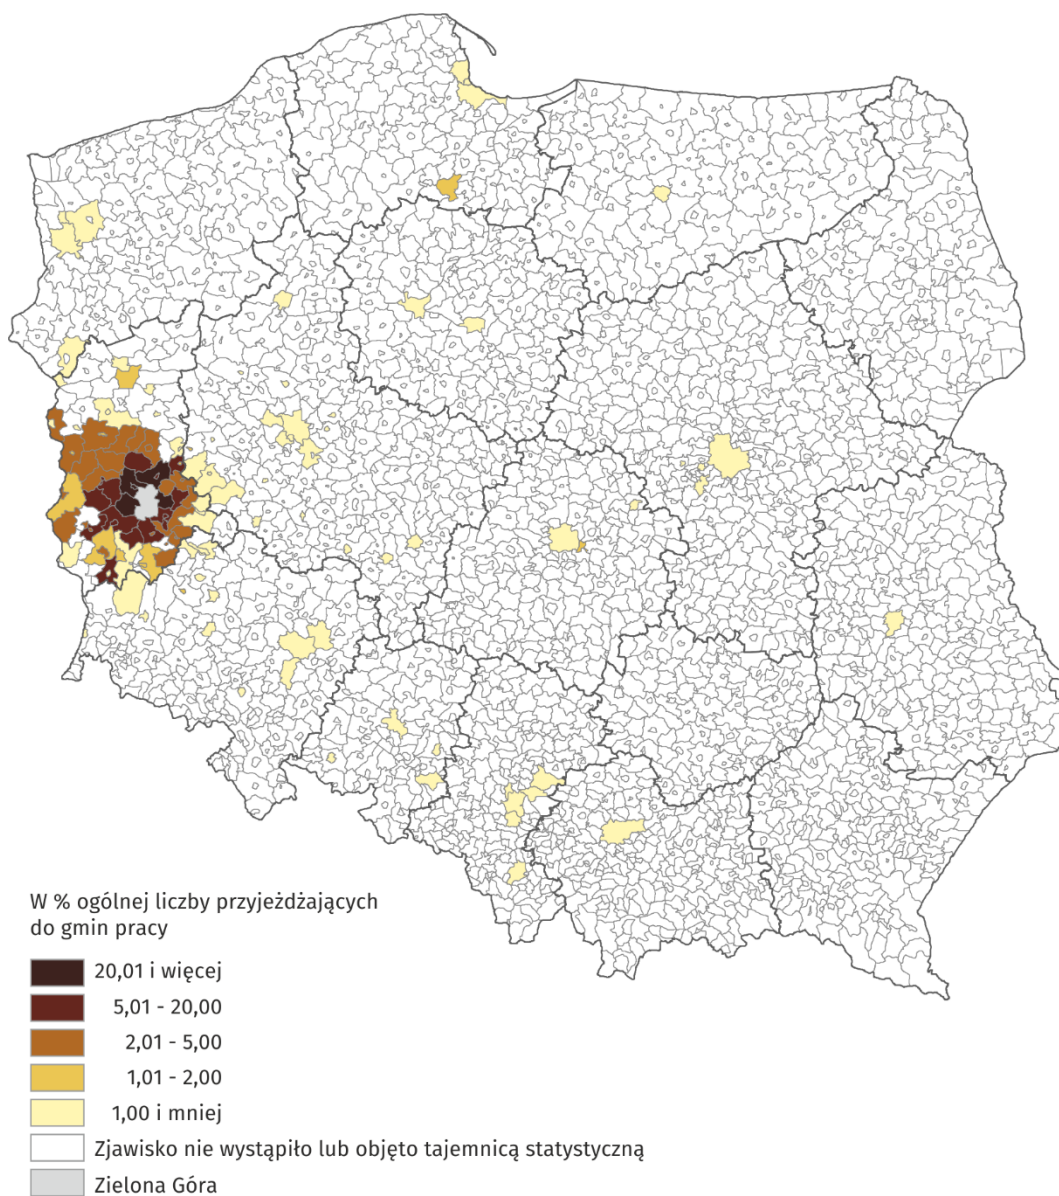 W % ogólnej liczby przyjeżdżających
do gmin pracy
20,01 i więcej
5,01 - 20,00
2,01 - 5,00
1,01 - 2,00
1,00 i mniej
Zjawisko nie wystąpiło lub objęto tajemnicą statystyczną
Zielona Góra